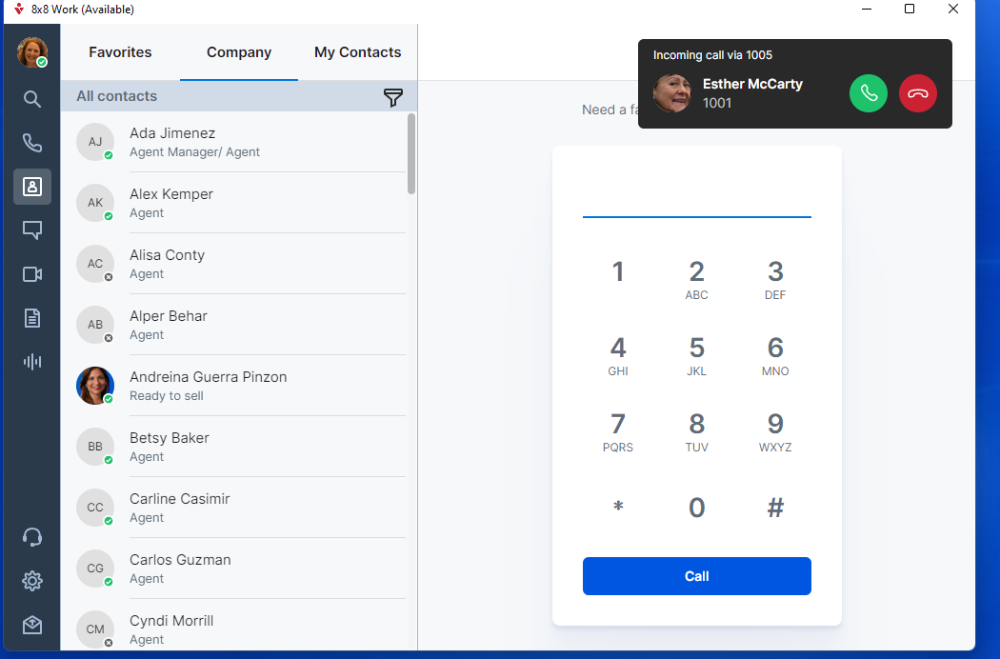 8x8 Work (Available)
Favorites
Company
My Contacts
All contacts
AJ
Ada Jimenez
Agent Manager/ Agent
AK
Alex Kemper
Agent
AC
Alisa Conty
Agent
AB
Alper Behar
Agent
Andreina Guerra Pinzon
Ready to sell
BB
Betsy Baker
Agent
CC
Carline Casimir
Agent
CG
Carlos Guzman
Agent
CM
Cyndi Morrill
Agent
Incoming call via 1005
Esther McCarty
1001
Need a
1
2
3
ABC
DEF
4
5
6
GHI
JKL
MNO
7
8
9
PQRS
TUV
WXYZ
*
0
#
Call